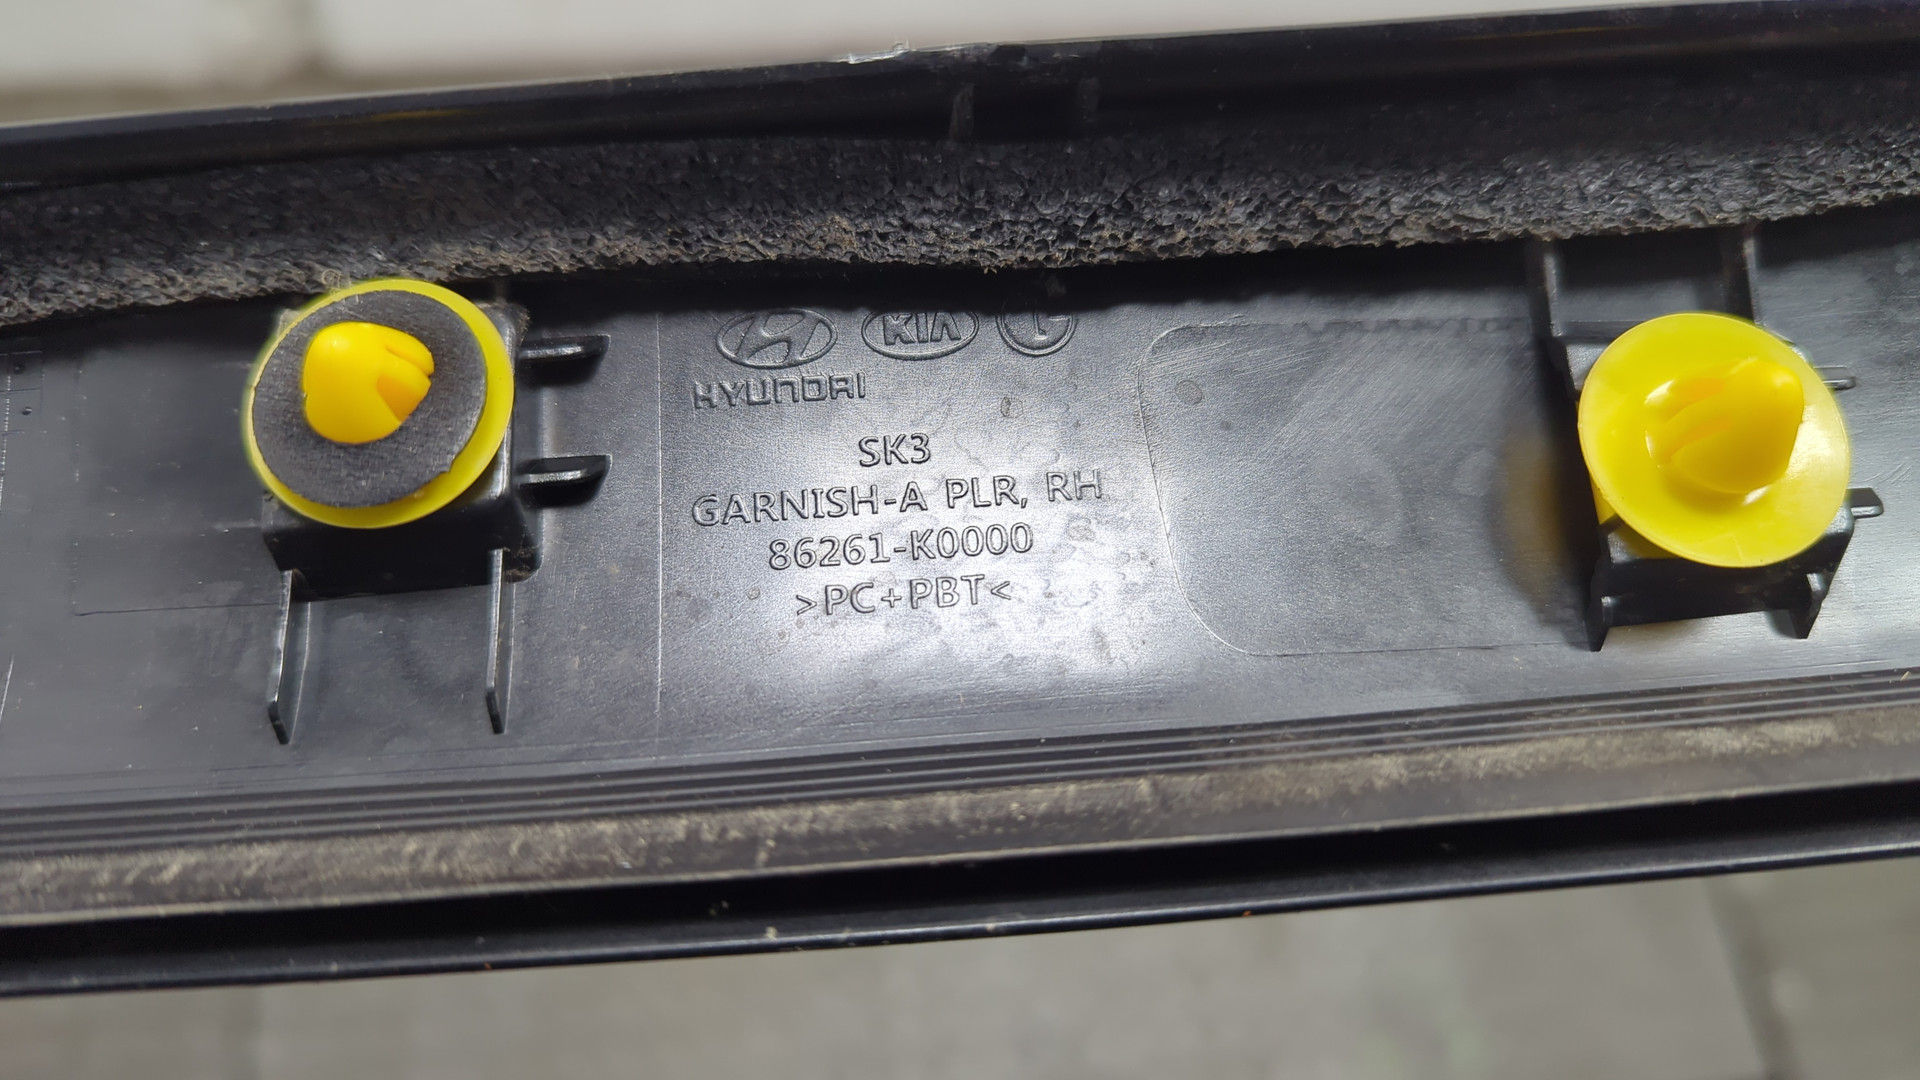 KIA
HYUNDAI
SK3
GARNISH-A PLR, RH
86261-K0000
>PC+PBT<